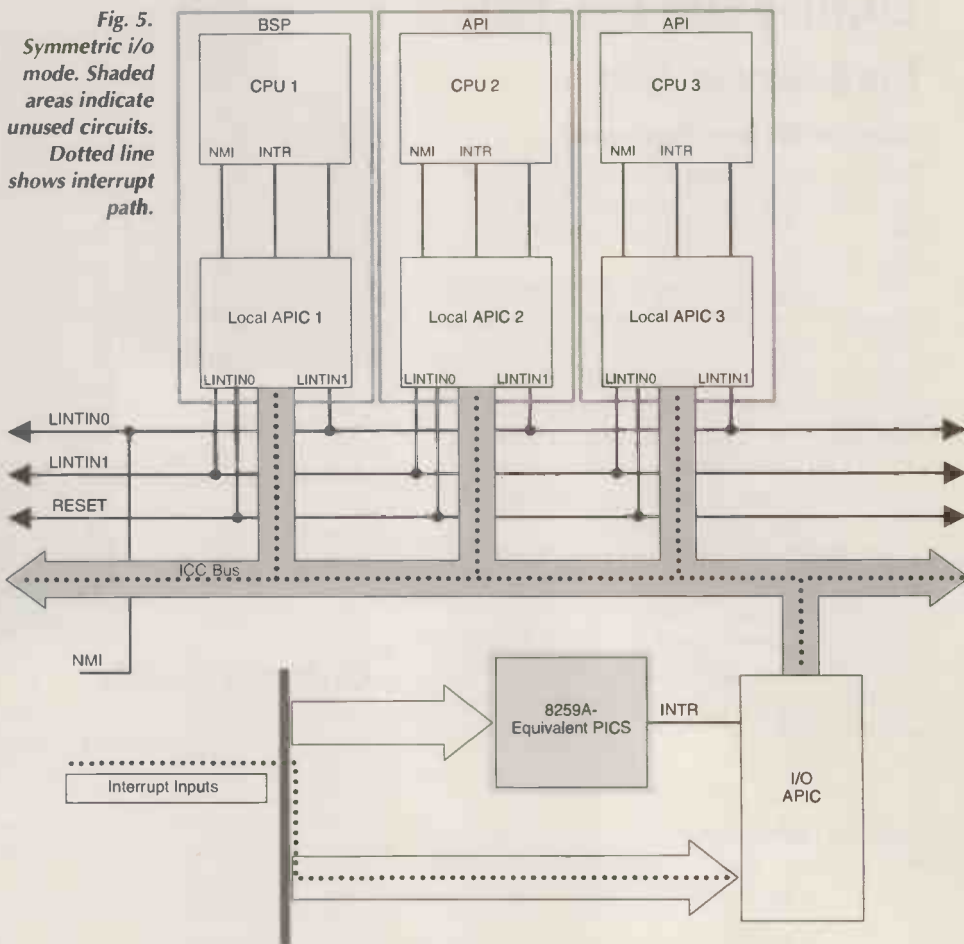 Fig. 5.
Symmetric i/o
mode. Shaded
areas indicate
unused circuits.
Dotted line
shows interrupt
path.
BSP
API
API
CPU 1
CPU 2
CPU 3
NMI INTR
NMI INTR
NMI INTR
Local APIC 1
Local APIC 2
Local APIC 3
LINTIN0 LINTIN1
LINTIN0 LINTIN1
LINTIN0 LINTIN1
LINTIN0
LINTIN1
RESET
ICC Bus
NMI
8259A-
Equivalent PICS
INTR
I/O
APIC
Interrupt Inputs